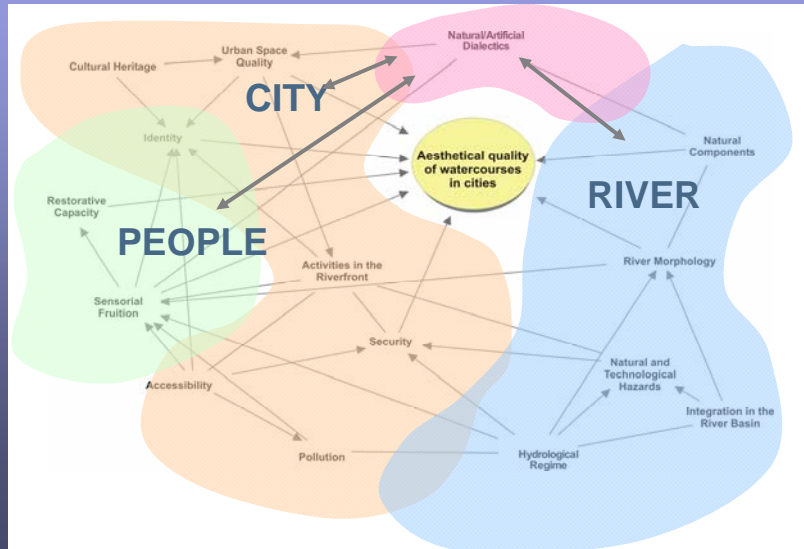 Natural/Artificial
Dialectics
Urban Space
Quality
Cultural Heritage
CITY
Identity
Aesthetical quality
of watercourses
in cities
Natural
Components
Restorative
Capacity
RIVER
PEOPLE
Activities in the
Riverfront
River Morphology
Sensorial
Fruition
Security
Natural and
Technological
Hazards
Accessibility
Integration in the
River Basin
Pollution
Hydrological
Regime